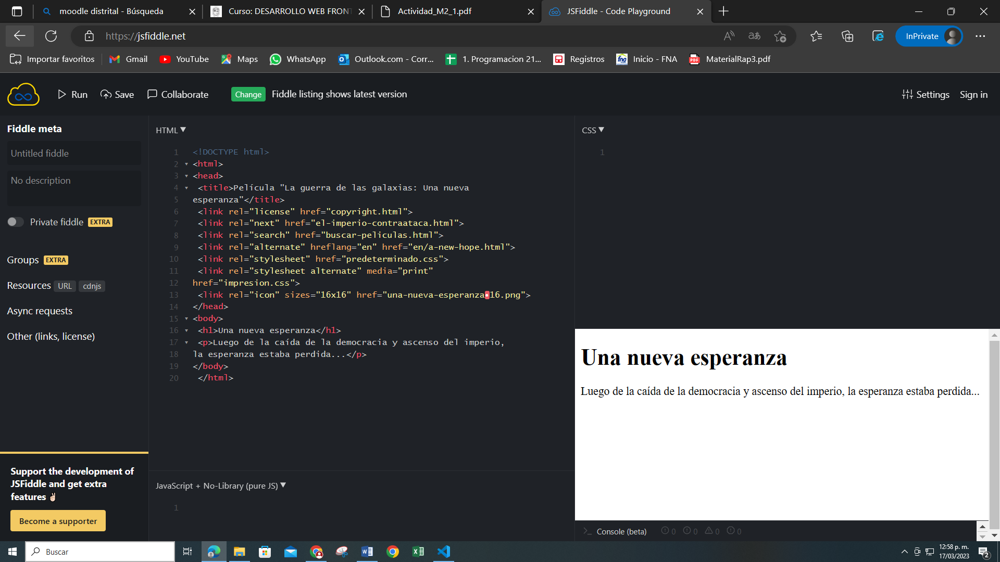 moodle distrital - Búsqueda
Curso: DESARROLLO WEB FRONT
Actividad_M2_1.pdf
JSFiddle - Code Playground
https://jsfiddle.net
InPrivate
Importar favoritos
Gmail
YouTube
Maps
WhatsApp
Outlook.com - Corr...
1. Programacion 21...
Registros
Inicio - FNA
MaterialRap3.pdf
Run
Save
Collaborate
Change
Fiddle listing shows latest version
Settings
Sign in
Fiddle meta
Untitled fiddle
No description
Private fiddle EXTRA
Groups EXTRA
Resources URL cdnjs
Async requests
Other (links, license)
Support the development of
JSFiddle and get extra
features ✌🏻
Become a supporter
HTML ▼
1 <!DOCTYPE html>
2 <html>
3 <head>
4 <title>Película "La guerra de las galaxias: Una nueva
5 esperanza"</title>
6 <link rel="license" href="copyright.html">
7 <link rel="next" href="el-imperio-contraataca.html">
8 <link rel="search" href="buscar-peliculas.html">
9 <link rel="alternate" hreflang="en" href="en/a-new-hope.html">
10 <link rel="stylesheet" href="predeterminado.css">
11 <link rel="stylesheet alternate" media="print"
12 href="impresion.css">
13 <link rel="icon" sizes="16x16" href="una-nueva-esperanza•16.png">
14 </head>
15 <body>
16 <h1>Una nueva esperanza</h1>
17 <p>Luego de la caída de la democracia y ascenso del imperio,
18 la esperanza estaba perdida...</p>
19 </body>
20 </html>
JavaScript + No-Library (pure JS) ▼
1
CSS ▼
1
Una nueva esperanza
Luego de la caída de la democracia y ascenso del imperio, la esperanza estaba perdida...
Console (beta) 0 0 0 0
Buscar
12:58 p. m.
17/03/2023
2